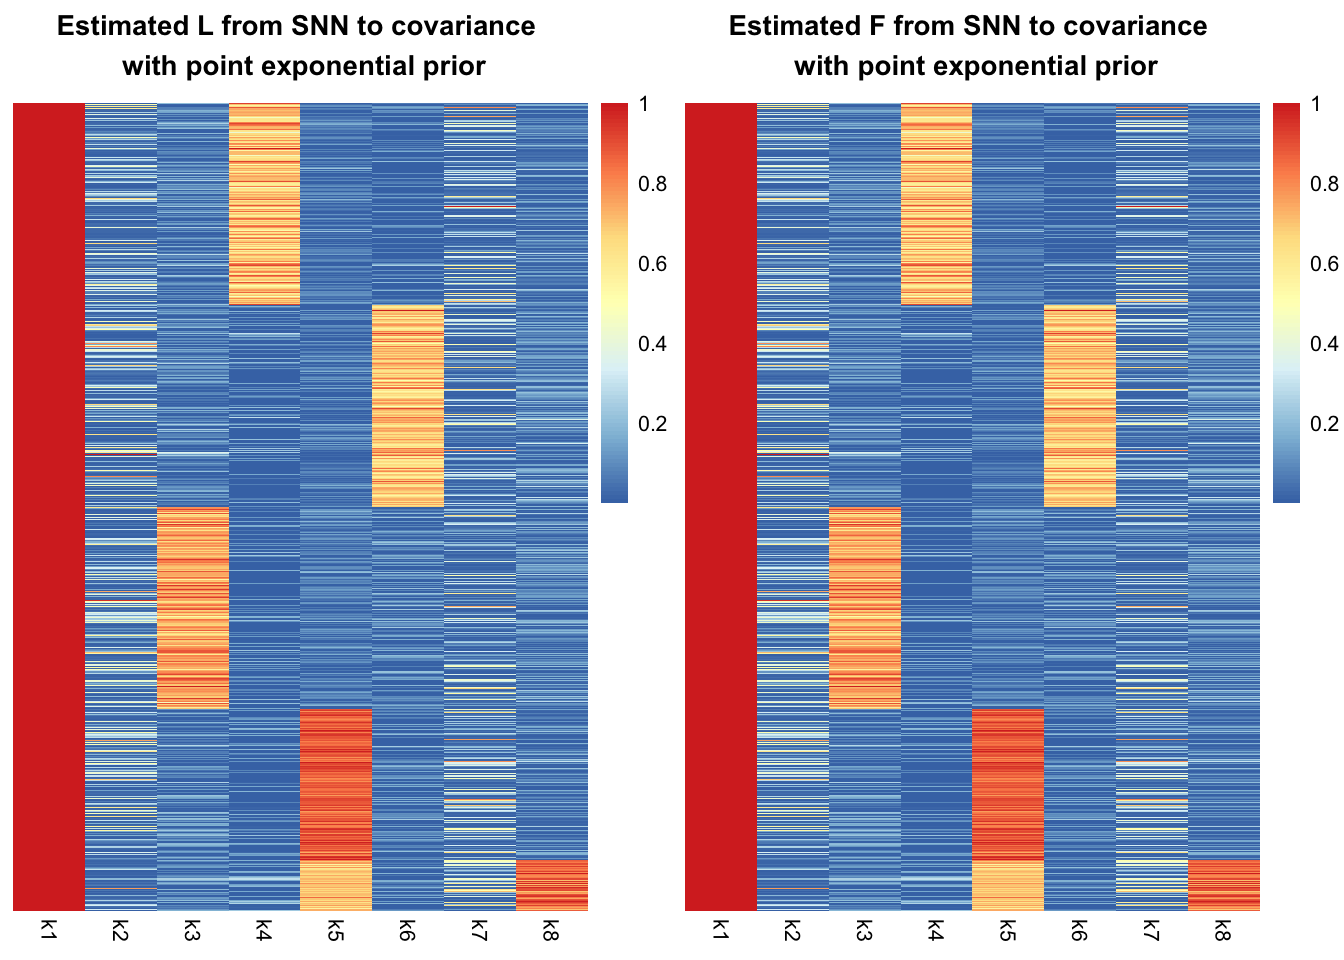 Estimated L from SNN to covariance
with point exponential prior
1
0.8
0.6
0.4
0.2
k1
k2
k3
k4
k5
k6
k7
k8
Estimated F from SNN to covariance
with point exponential prior
1
0.8
0.6
0.4
0.2
k1
k2
k3
k4
k5
k6
k7
k8